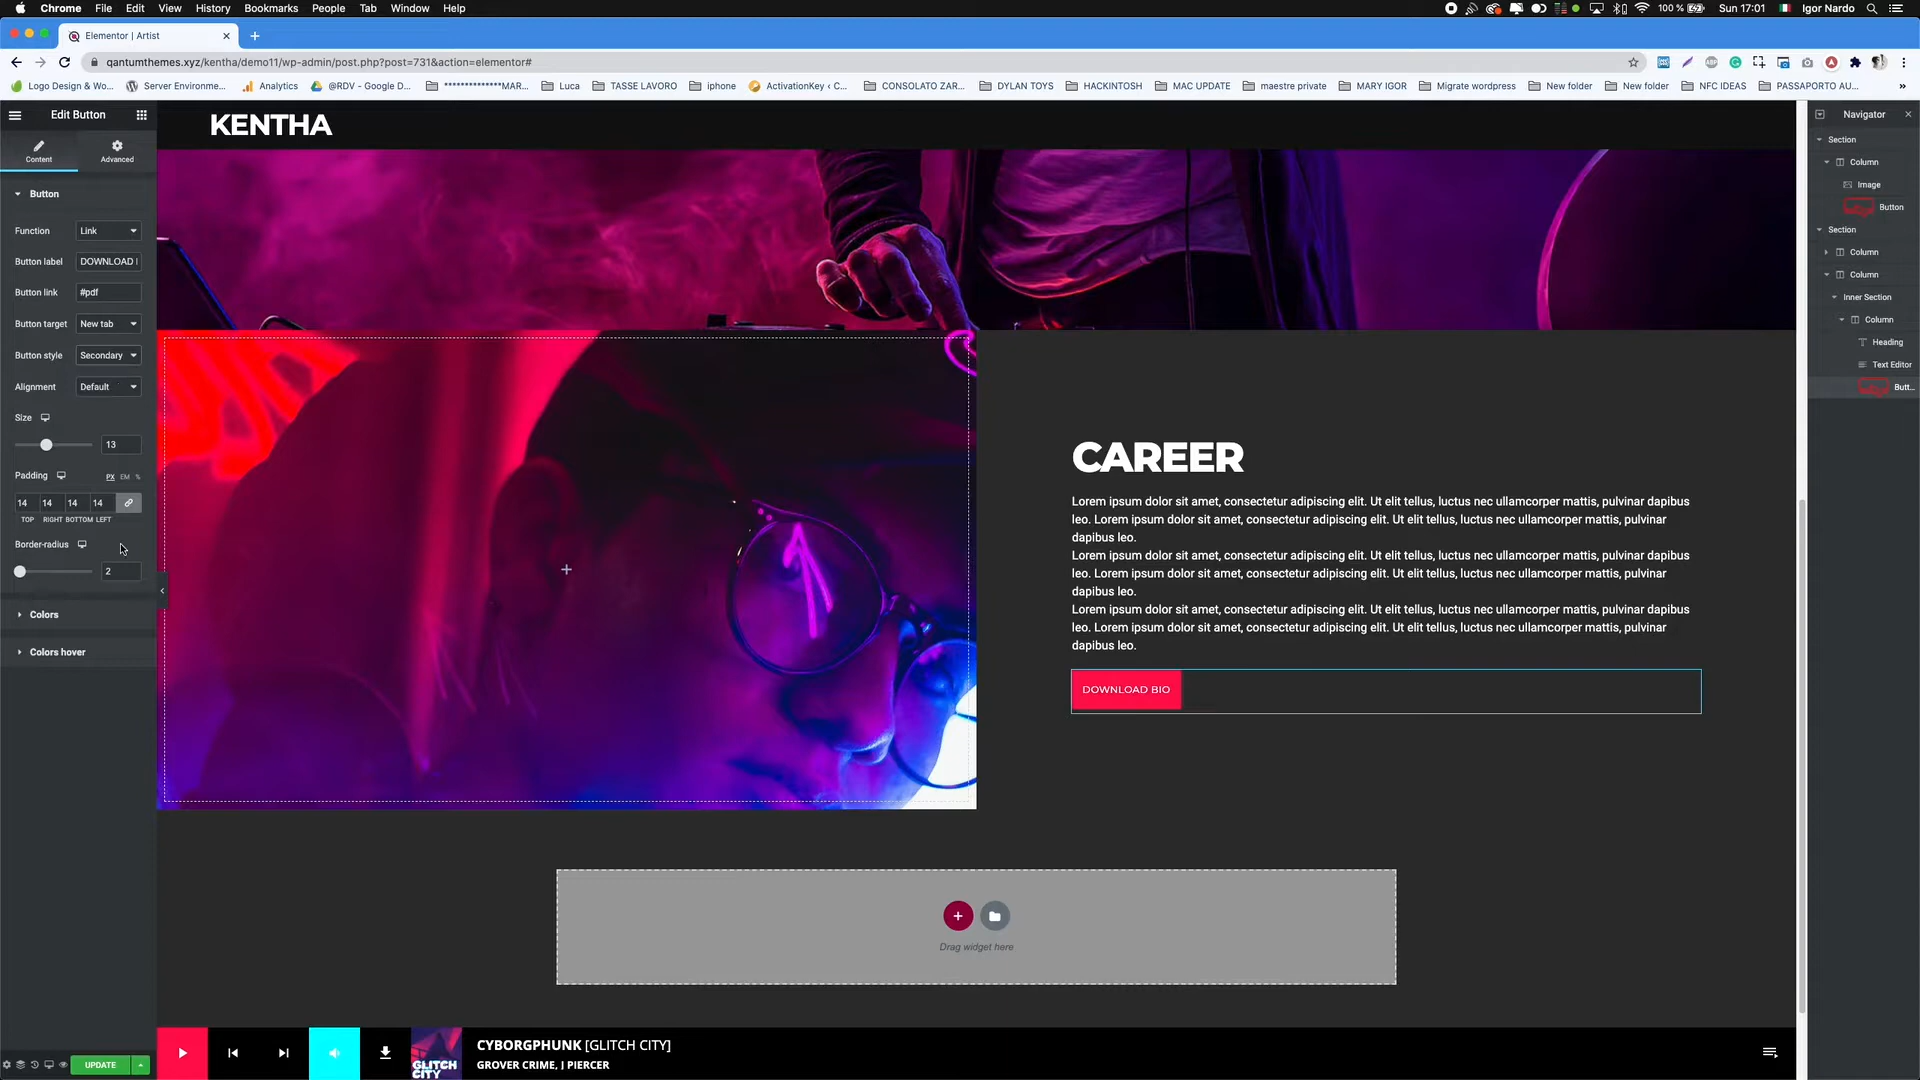 Chrome File Edit View History Bookmarks People Tab Window Help
100 % Sun 17:01 Igor Nardo
Elementor | Artist
qantumthemes.xyz/kentha/demo11/wp-admin/post.php?post=731&action=elementor#
Logo Design & Wo... Server Environme... Analytics @RDV - Google D... **************MAR... Luca TASSE LAVORO iphone ActivationKey ‹ C... CONSOLATO ZAR... DYLAN TOYS HACKINTOSH MAC UPDATE maestre private MARY IGOR Migrate wordpress New folder New folder NFC IDEAS PASSAPORTO AU... »
Edit Button
Content Advanced
Button
Function Link
Button label DOWNLOAD
Button link #pdf
Button target New tab
Button style Secondary
Alignment Default
Size
13
Padding PX EM %
14 14 14 14
TOP RIGHT BOTTOM LEFT
Border-radius
2
Colors
Colors hover
UPDATE
KENTHA
CAREER
Lorem ipsum dolor sit amet, consectetur adipiscing elit. Ut elit tellus, luctus nec ullamcorper mattis, pulvinar dapibus
leo. Lorem ipsum dolor sit amet, consectetur adipiscing elit. Ut elit tellus, luctus nec ullamcorper mattis, pulvinar
dapibus leo.
Lorem ipsum dolor sit amet, consectetur adipiscing elit. Ut elit tellus, luctus nec ullamcorper mattis, pulvinar dapibus
leo. Lorem ipsum dolor sit amet, consectetur adipiscing elit. Ut elit tellus, luctus nec ullamcorper mattis, pulvinar
dapibus leo.
Lorem ipsum dolor sit amet, consectetur adipiscing elit. Ut elit tellus, luctus nec ullamcorper mattis, pulvinar dapibus
leo. Lorem ipsum dolor sit amet, consectetur adipiscing elit. Ut elit tellus, luctus nec ullamcorper mattis, pulvinar
dapibus leo.
DOWNLOAD BIO
Drag widget here
GLITCH
CITY
CYBORGPHUNK [GLITCH CITY]
GROVER CRIME, J PIERCER
Navigator
Section
Column
Image
Button
Section
Column
Column
Inner Section
Column
Heading
Text Editor
Butt...